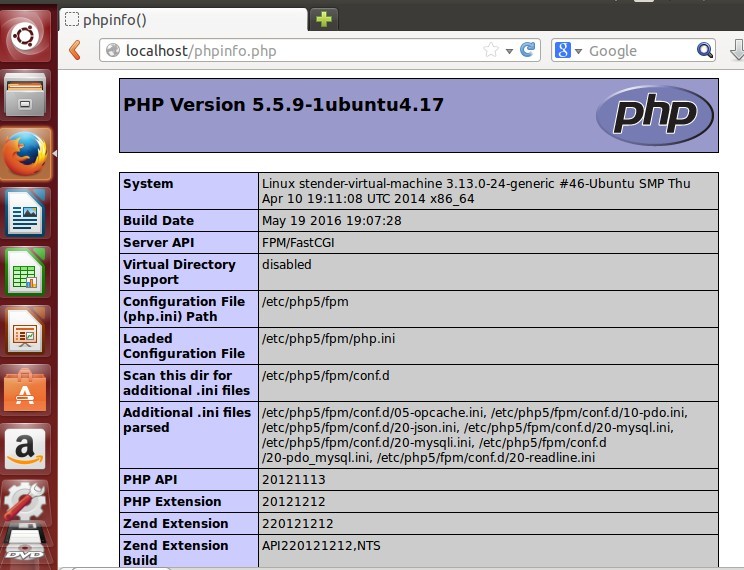 phpinfo()
localhost/phpinfo.php
8 Google
PHP Version 5.5.9-1ubuntu4.17
php
System
Linux stender-virtual-machine 3.13.0-24-generic #46-Ubuntu SMP Thu
Apr 10 19:11:08 UTC 2014 x86_64
Build Date
May 19 2016 19:07:28
Server API
FPM/FastCGI
Virtual Directory
Support
disabled
Configuration File
(php.ini) Path
/etc/php5/fpm
Loaded
Configuration File
/etc/php5/fpm/php.ini
Scan this dir for
additional .ini files
/etc/php5/fpm/conf.d
Additional .ini files
parsed
/etc/php5/fpm/conf.d/05-opcache.ini, /etc/php5/fpm/conf.d/10-pdo.ini,
/etc/php5/fpm/conf.d/20-json.ini, /etc/php5/fpm/conf.d/20-mysql.ini,
/etc/php5/fpm/conf.d/20-mysqli.ini, /etc/php5/fpm/conf.d
/20-pdo_mysql.ini, /etc/php5/fpm/conf.d/20-readline.ini
PHP API
20121113
PHP Extension
20121212
Zend Extension
220121212
Zend Extension
Build
API220121212,NTS
A
a
DVD